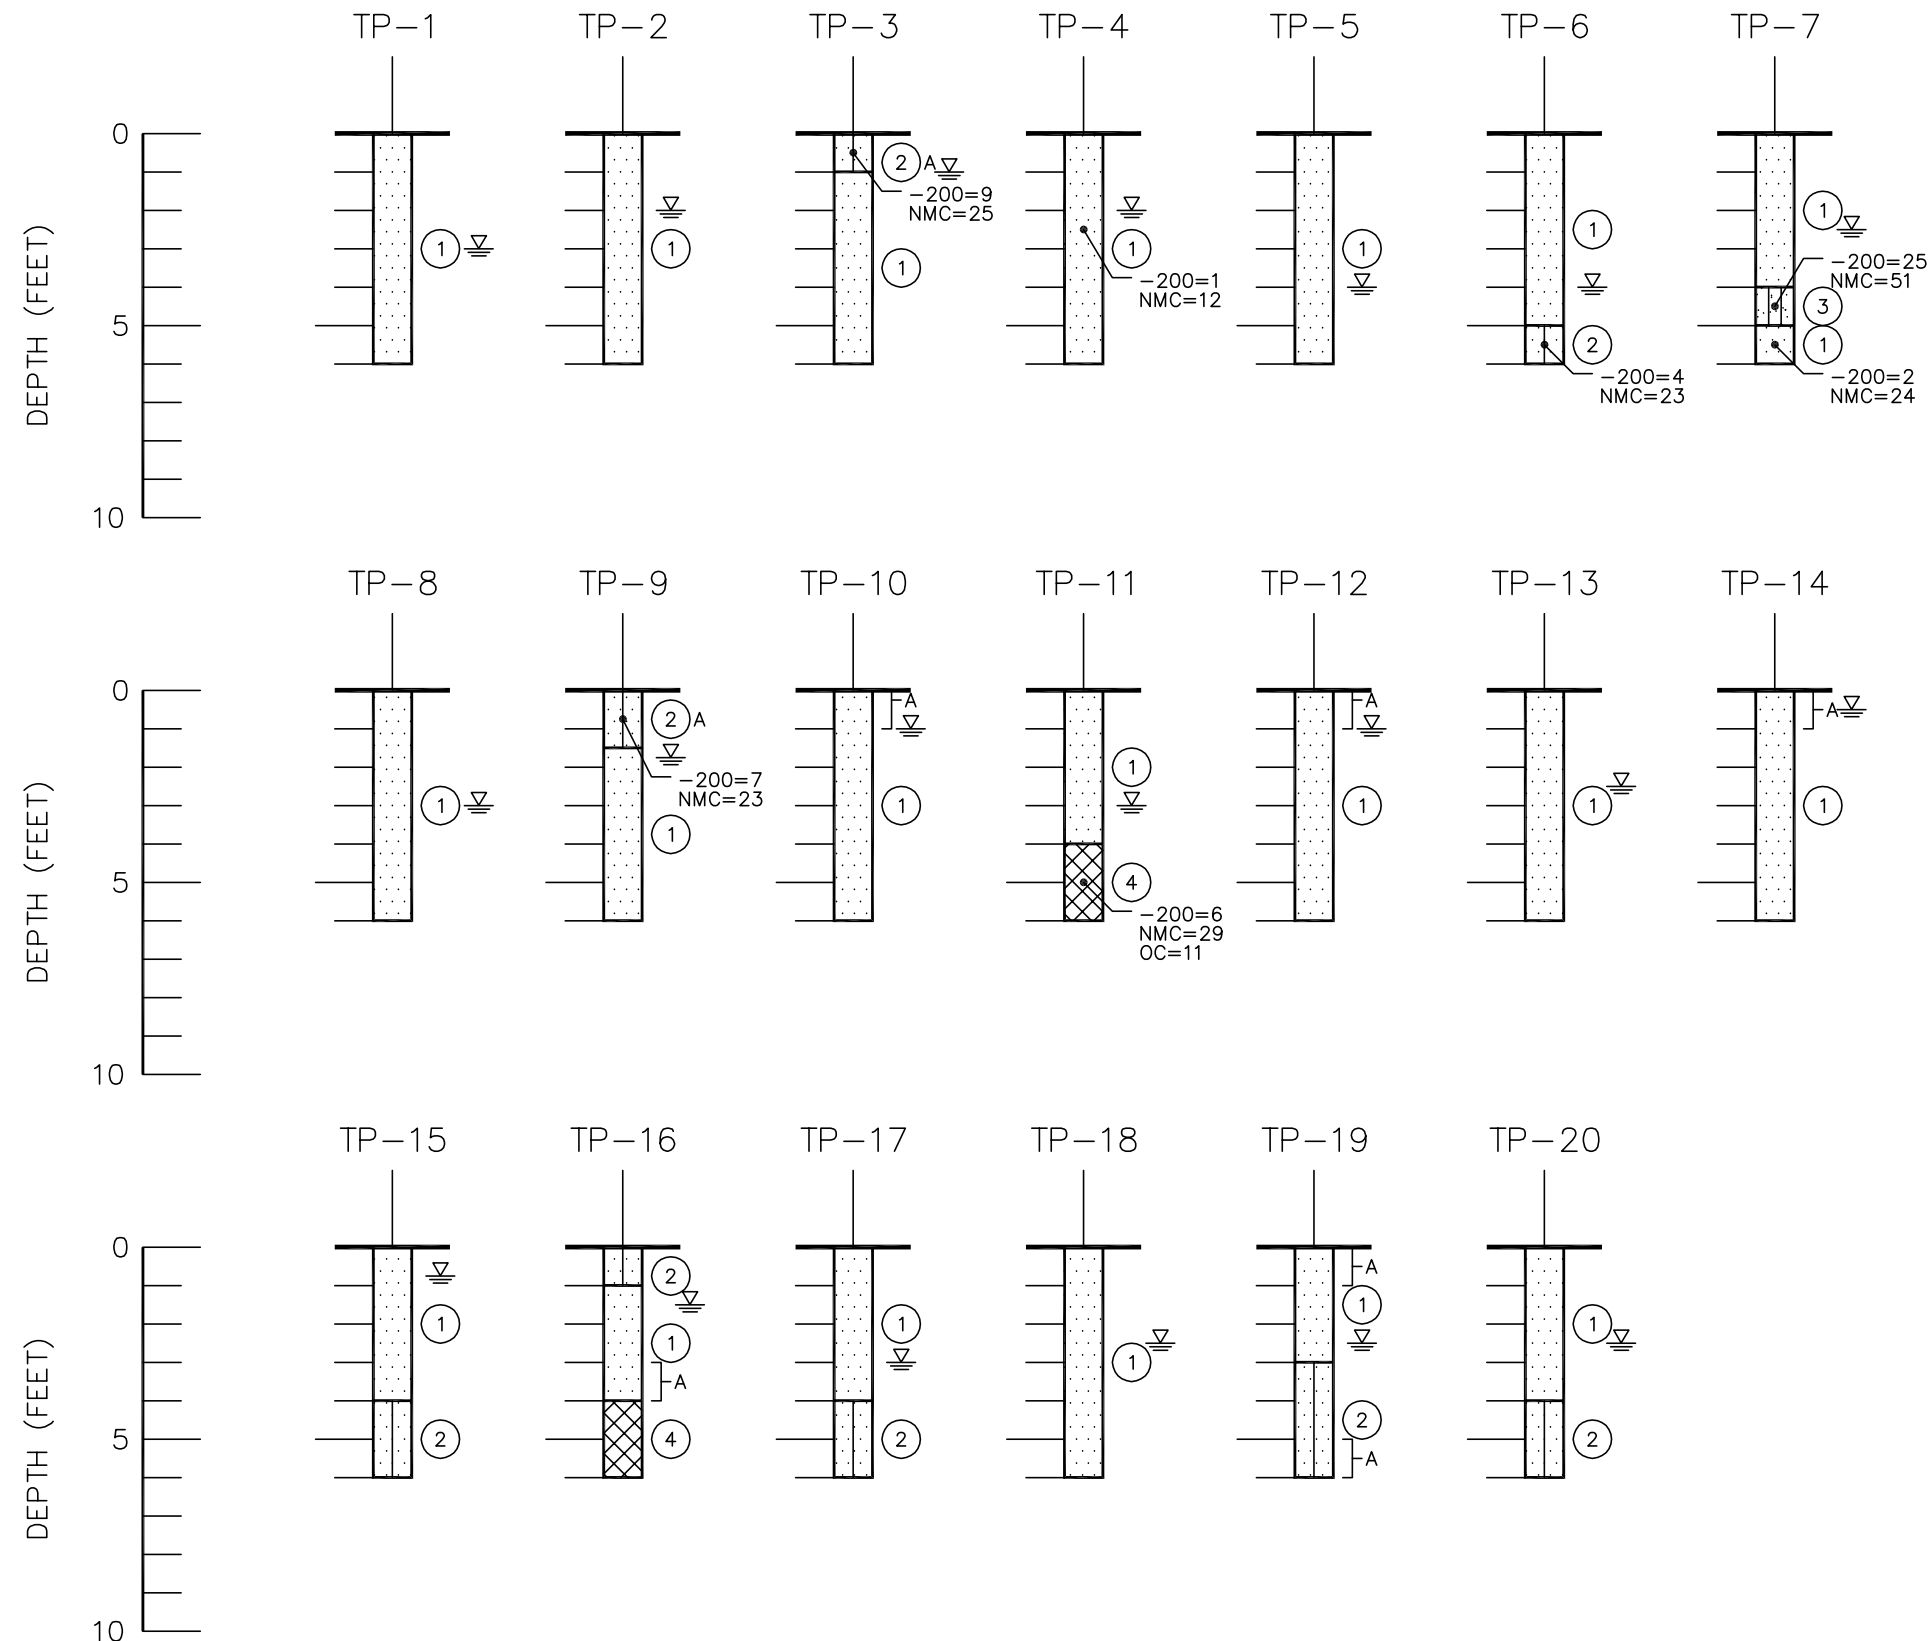 TP-1 TP-2 TP-3 TP-4 TP-5 TP-6 TP-7
DEPTH (FEET)
0
5
10
1
1
2 A
-200=9
NMC=25
1
1
-200=1
NMC=12
1
1
2
-200=4
NMC=23
1
-200=25
NMC=51
3
1
-200=2
NMC=24
TP-8 TP-9 TP-10 TP-11 TP-12 TP-13 TP-14
DEPTH (FEET)
0
5
10
1
2 A
-200=7
NMC=23
1
A
1
1
4
-200=6
NMC=29
OC=11
A
1
1
A
1
TP-15 TP-16 TP-17 TP-18 TP-19 TP-20
DEPTH (FEET)
0
5
10
1
2
2
1
A
4
1
2
1
A
1
2
A
1
2